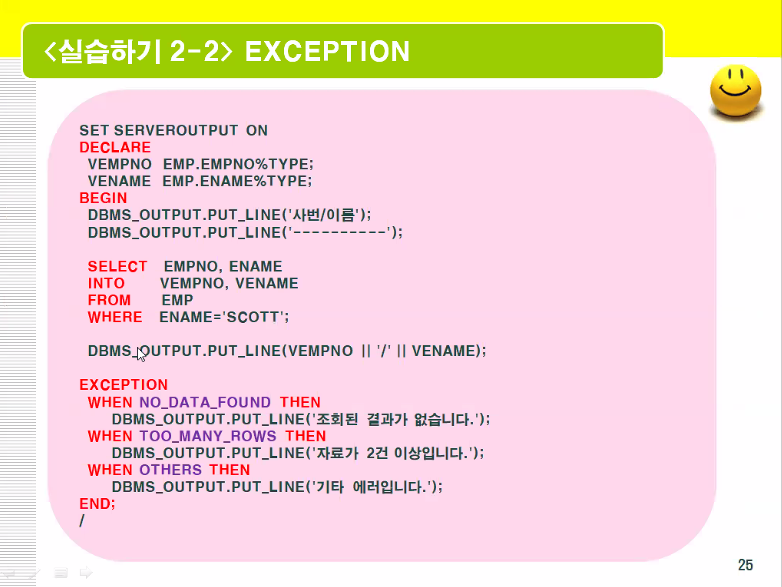 <실습하기 2-2> EXCEPTION
SET SERVEROUTPUT ON
DECLARE
VEMPNO EMP.EMPNO%TYPE;
VENAME EMP.ENAME%TYPE;
BEGIN
DBMS_OUTPUT.PUT_LINE('사번/이름');
DBMS_OUTPUT.PUT_LINE('----------');
SELECT EMPNO, ENAME
INTO VEMPNO, VENAME
FROM EMP
WHERE ENAME='SCOTT';
DBMS_OUTPUT.PUT_LINE(VEMPNO || '/' || VENAME);
EXCEPTION
WHEN NO_DATA_FOUND THEN
DBMS_OUTPUT.PUT_LINE('조회된 결과가 없습니다.');
WHEN TOO_MANY_ROWS THEN
DBMS_OUTPUT.PUT_LINE('자료가 2건 이상입니다.');
WHEN OTHERS THEN
DBMS_OUTPUT.PUT_LINE('기타 에러입니다.');
END;
/
25